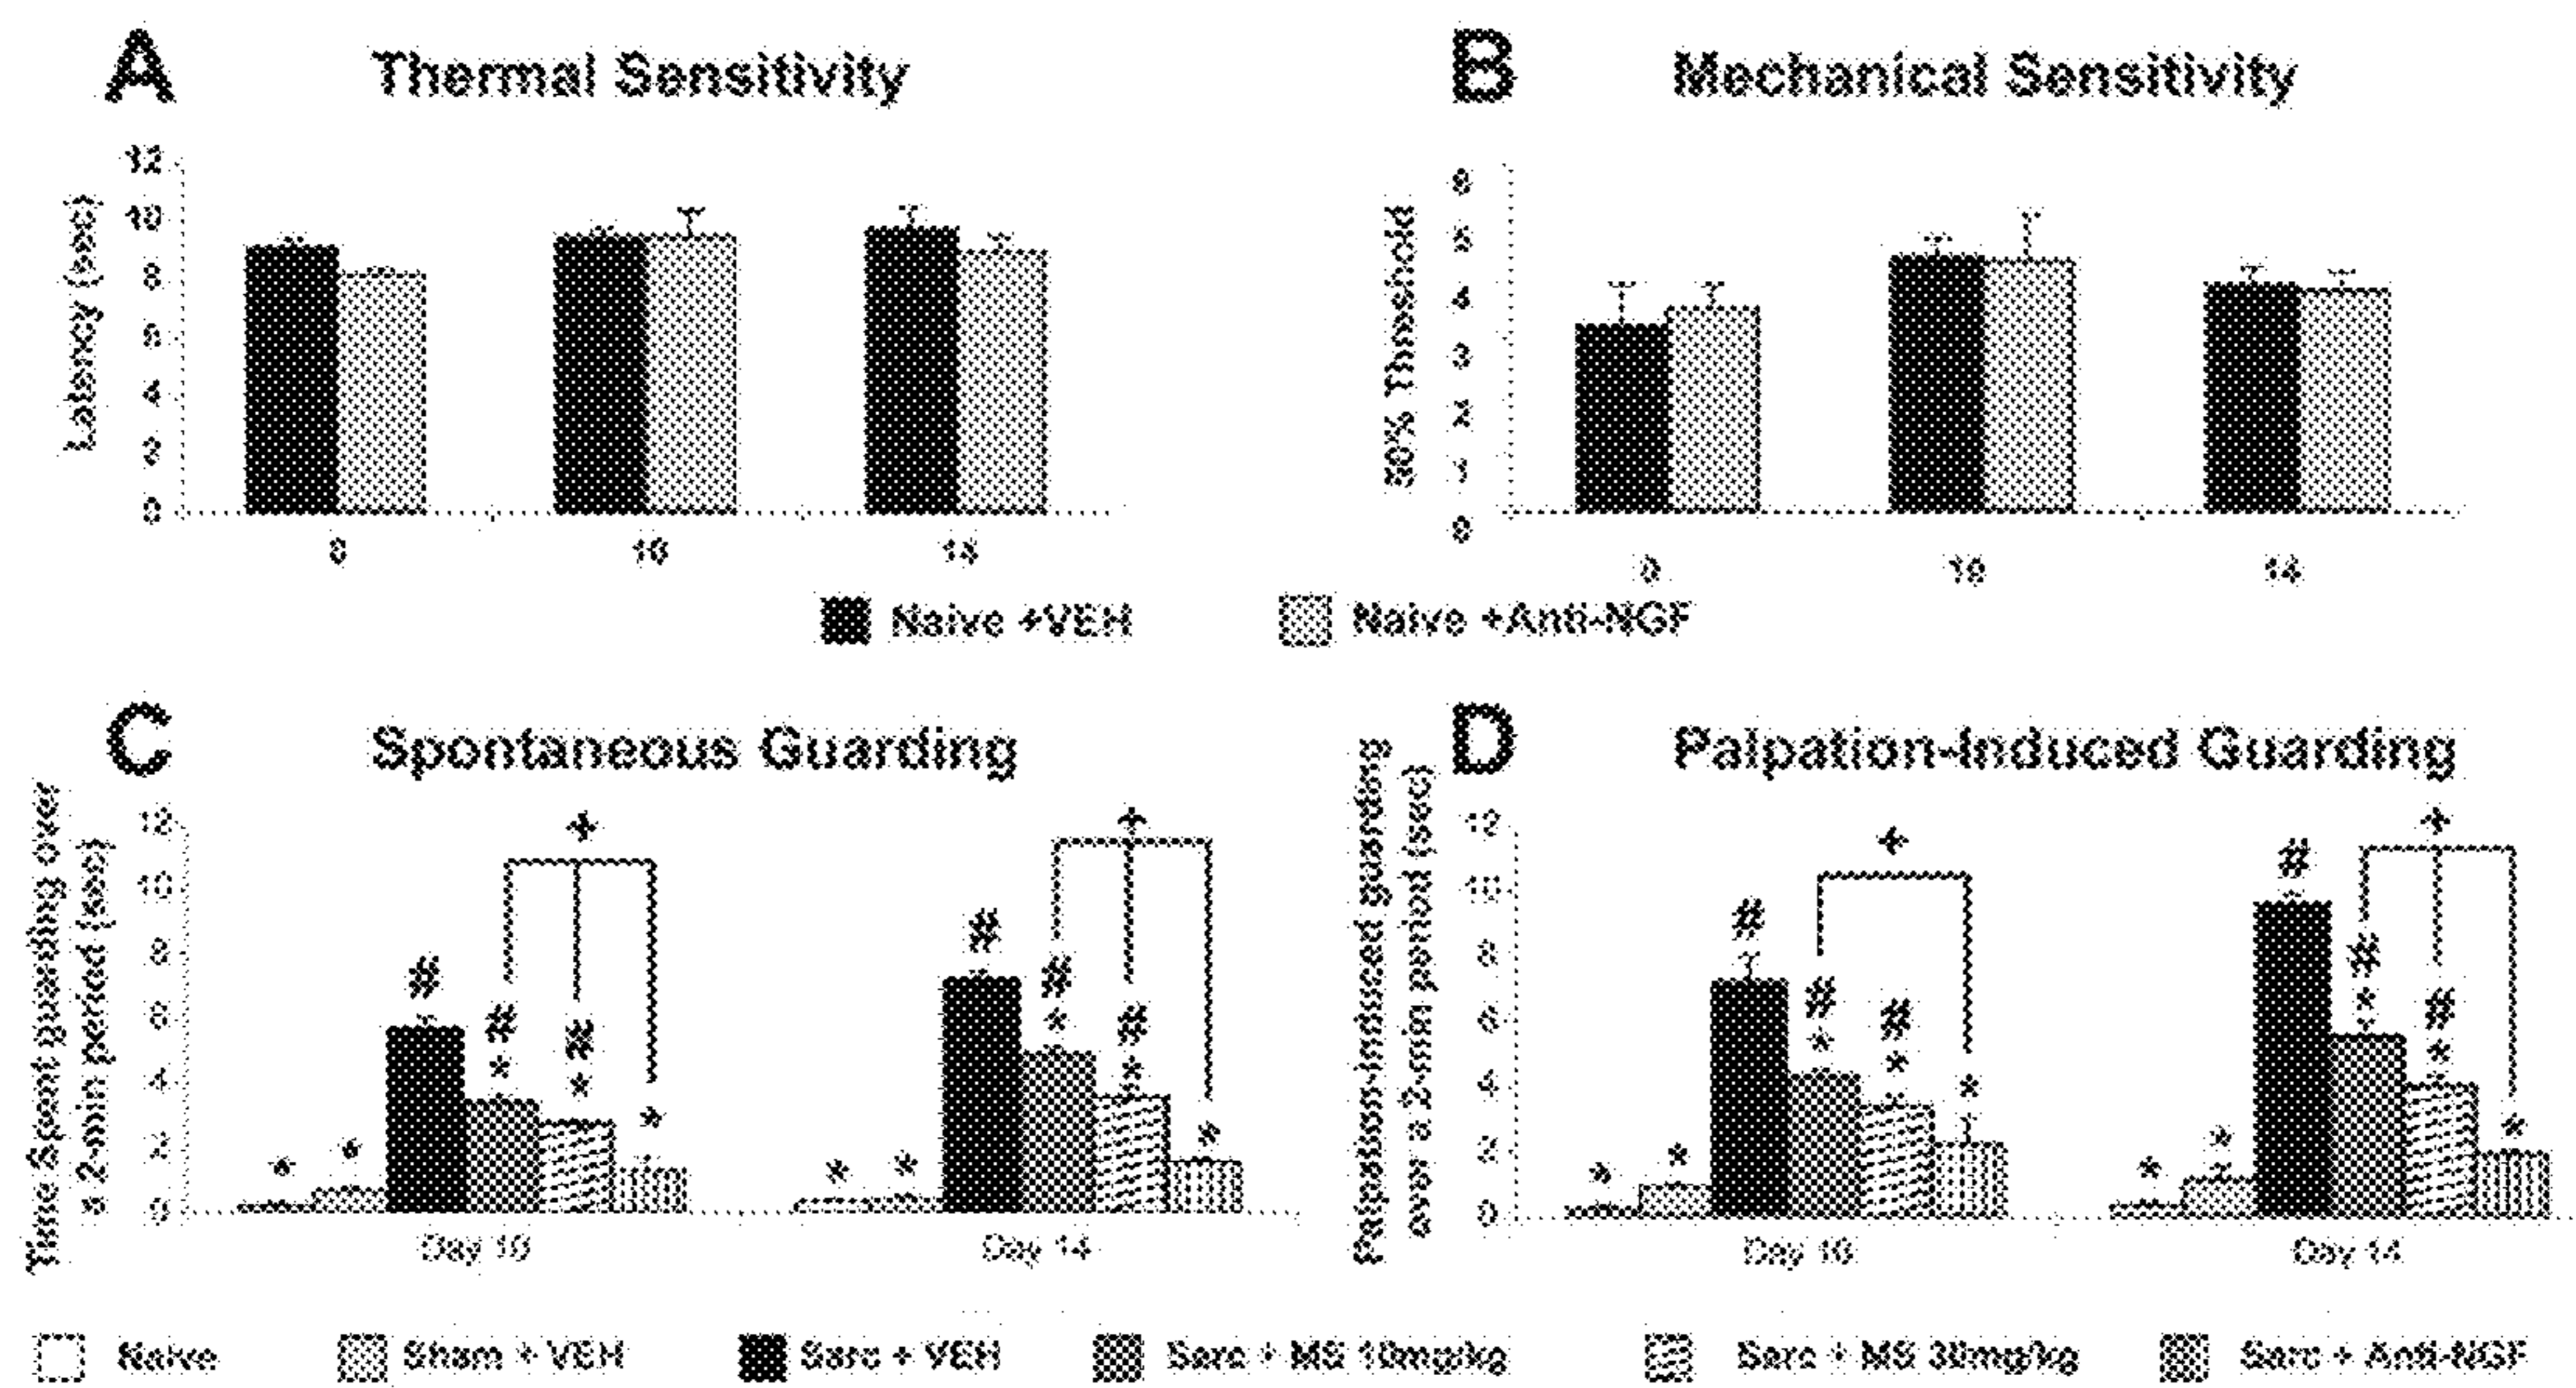 A Thermal Sensitivity
B Mechanical Sensitivity
Latency (sec)
12
10
8
6
4
2
0
0 10 14
50% Threshold
6
5
4
3
2
1
0
0 10 14
Naive +VEH Naive +Anti-NGF
C Spontaneous Guarding
D Palpation-Induced Guarding
Time Spent guarding over
a 2-min period (sec)
12
10
8
6
4
2
0
+ +
# # # *
# * # * # *
* * *
* * *
Day 10 Day 14
Palpation-induced guarding
over a 2-min period (sec)
12
10
8
6
4
2
0
+ +
# # * # * *
# # * # * *
* *
* *
Day 10 Day 14
Naive Sham + VEH Sarc + VEH Sarc + MS 10mg/kg Sarc + MS 30mg/kg Sarc + Anti-NGF